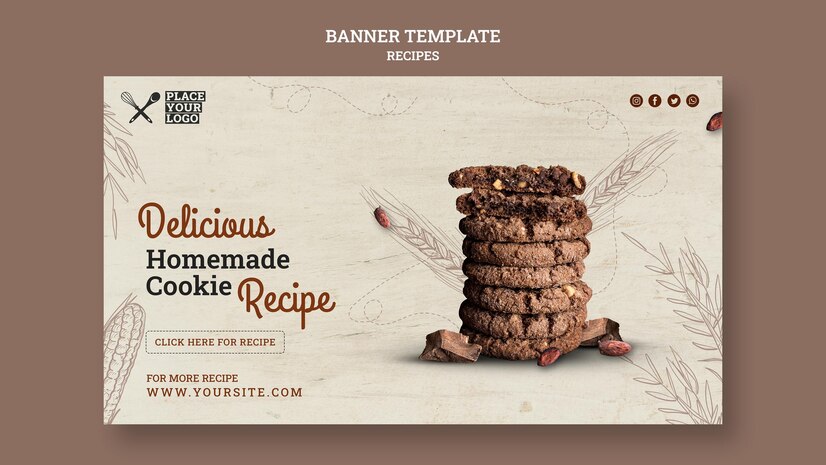 BANNER TEMPLATE
RECIPES
PLACE
YOUR
LOGO
Delicious
Homemade
Cookie Recipe
CLICK HERE FOR RECIPE
FOR MORE RECIPE
WWW.YOURSITE.COM